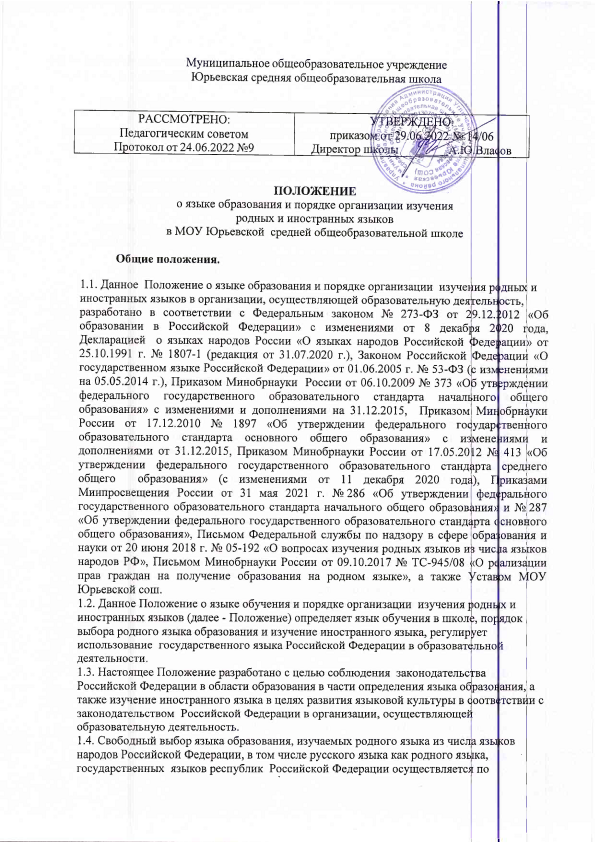 Муниципальное общеобразовательное учреждение
Юрьевская средняя общеобразовательная школа
РАССМОТРЕНО:
Педагогическим советом
Протокол от 24.06.2022 №9
УТВЕРЖДЕНО:
приказом от 29.06.2022 № 14/06
Директор школы А.Ю.Власов
ПОЛОЖЕНИЕ
о языке образования и порядке организации изучения
родных и иностранных языков
в МОУ Юрьевской средней общеобразовательной школе
Общие положения.
1.1. Данное Положение о языке образования и порядке организации изучения родных и
иностранных языков в организации, осуществляющей образовательную деятельность,
разработано в соответствии с Федеральным законом № 273-ФЗ от 29.12.2012 «Об
образовании в Российской Федерации» с изменениями от 8 декабря 2020 года,
Декларацией о языках народов России «О языках народов Российской Федерации» от
25.10.1991 г. № 1807-1 (редакция от 31.07.2020 г.), Законом Российской Федерации «О
государственном языке Российской Федерации» от 01.06.2005 г. № 53-ФЗ (с изменениями
на 05.05.2014 г.), Приказом Минобрнауки России от 06.10.2009 № 373 «Об утверждении
федерального государственного образовательного стандарта начального общего
образования» с изменениями и дополнениями на 31.12.2015, Приказом Минобрнауки
России от 17.12.2010 № 1897 «Об утверждении федерального государственного
образовательного стандарта основного общего образования» с изменениями и
дополнениями от 31.12.2015, Приказом Минобрнауки России от 17.05.2012 № 413 «Об
утверждении федерального государственного образовательного стандарта среднего
общего образования» (с изменениями от 11 декабря 2020 года), Приказами
Миипросвещения России от 31 мая 2021 г. № 286 «Об утверждении федерального
государственного образовательного стандарта начального общего образования» и № 287
«Об утверждении федерального государственного образовательного стандарта основного
общего образования», Письмом Федеральной службы по надзору в сфере образования и
науки от 20 июня 2018 г. № 05-192 «О вопросах изучения родных языков из числа языков
народов РФ», Письмом Минобрнауки России от 09.10.2017 № ТС-945/08 «О реализации
прав граждан на получение образования на родном языке», а также Уставом МОУ
Юрьевской сош.
1.2. Данное Положение о языке обучения и порядке организации изучения родных и
иностранных языков (далее - Положение) определяет язык обучения в школе, порядок
выбора родного языка образования и изучение иностранного языка, регулирует
использование государственного языка Российской Федерации в образовательной
деятельности.
1.3. Настоящее Положение разработано с целью соблюдения законодательства
Российской Федерации в области образования в части определения языка образования, а
также изучение иностранного языка в целях развития языковой культуры в соответствии с
законодательством Российской Федерации в организации, осуществляющей
образовательную деятельность.
1.4. Свободный выбор языка образования, изучаемых родного языка из числа языков
народов Российской Федерации, в том числе русского языка как родного языка,
государственных языков республик Российской Федерации осуществляется по